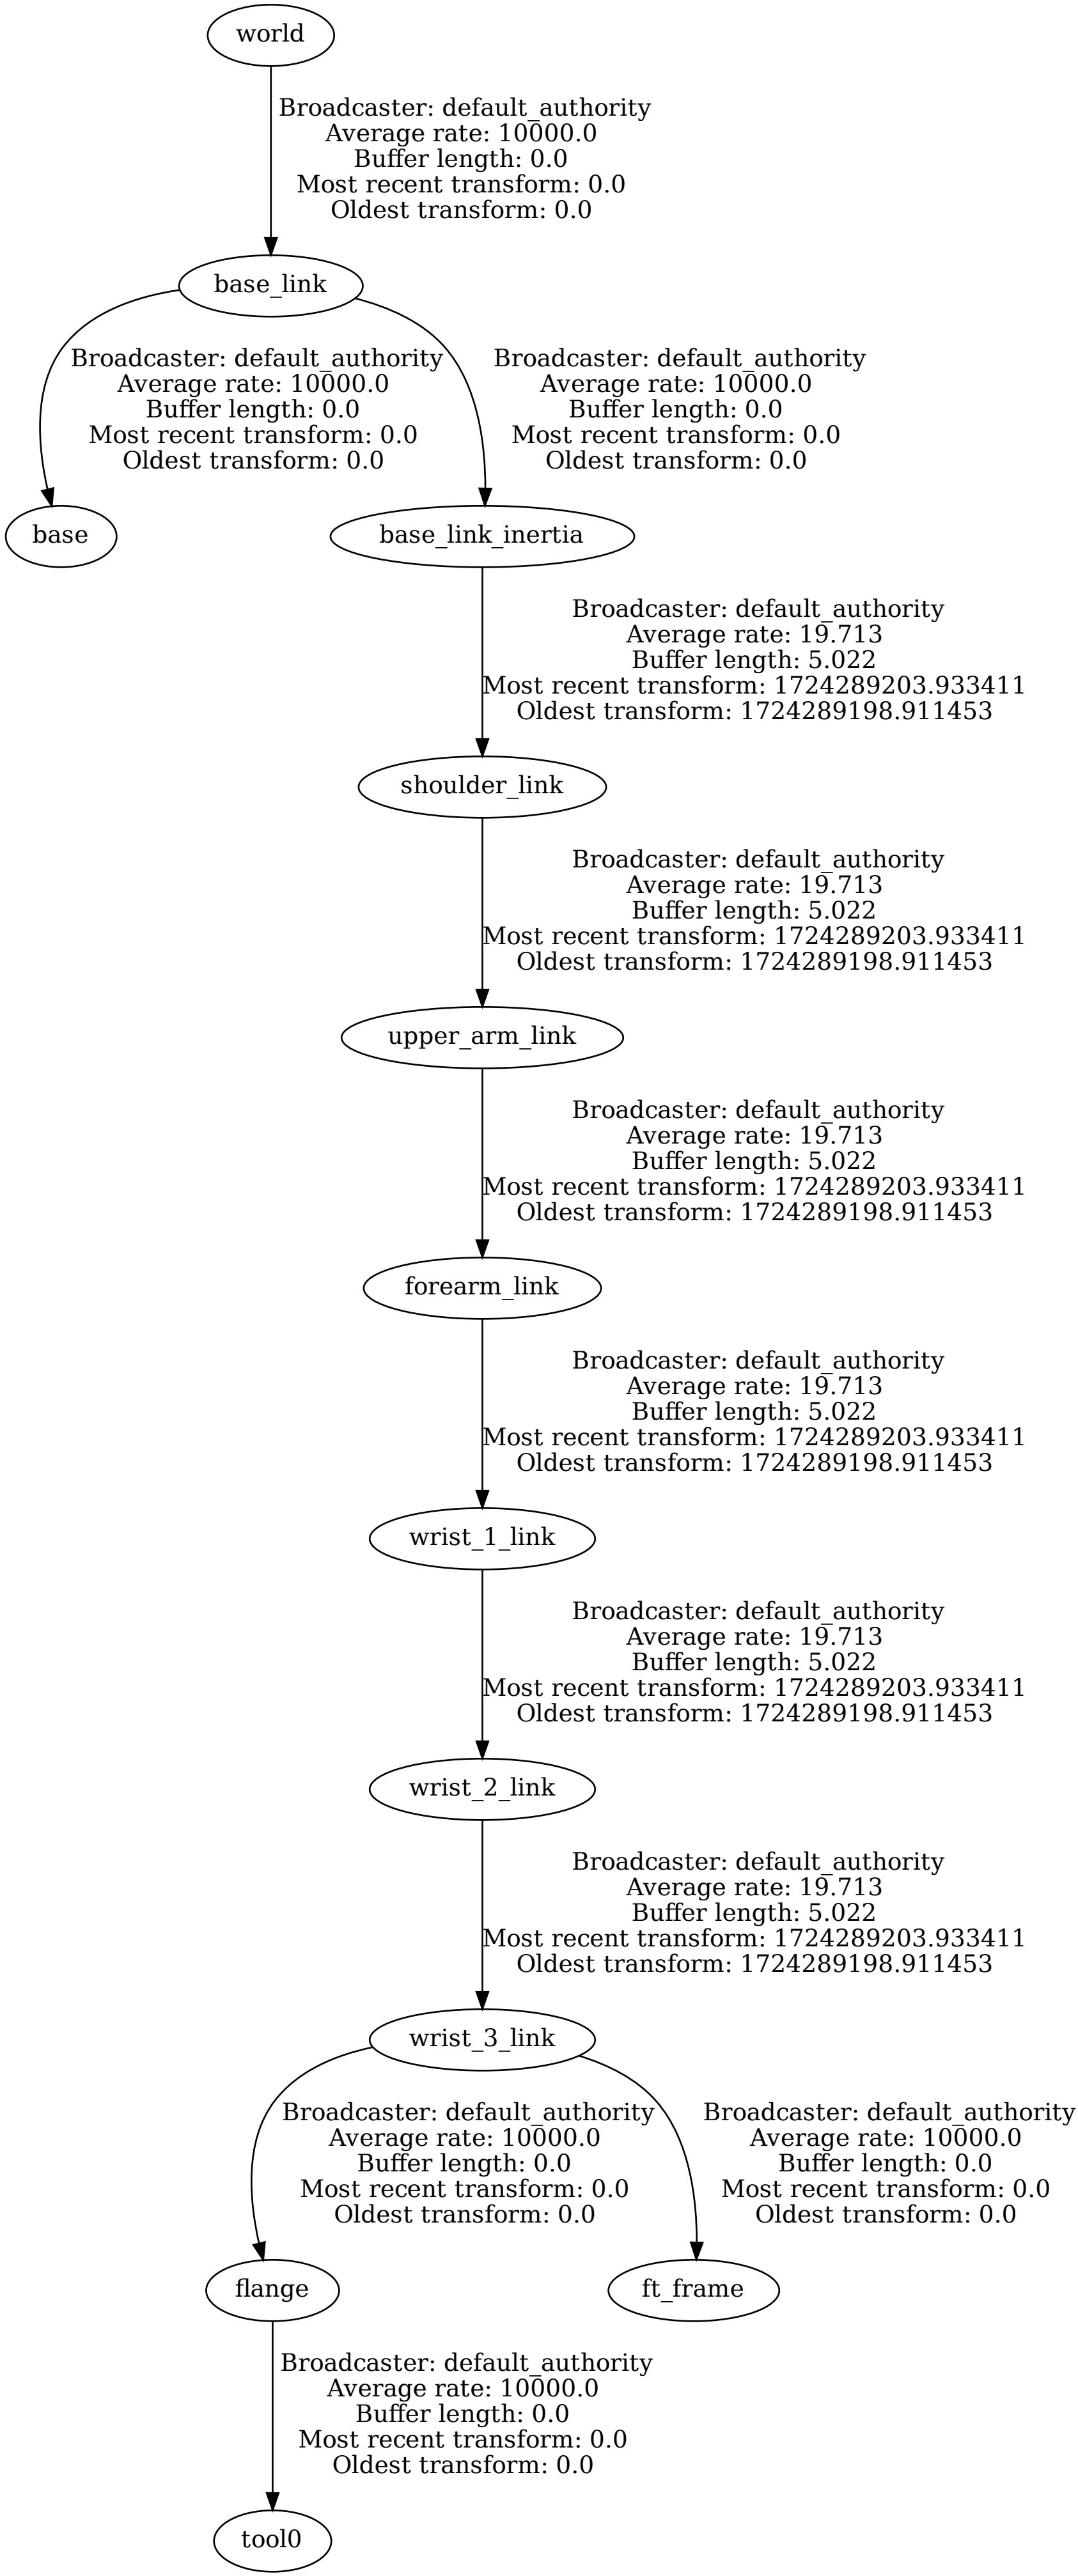 world
Broadcaster: default_authority
Average rate: 10000.0
Buffer length: 0.0
Most recent transform: 0.0
Oldest transform: 0.0
base_link
Broadcaster: default_authority
Average rate: 10000.0
Buffer length: 0.0
Most recent transform: 0.0
Oldest transform: 0.0
Broadcaster: default_authority
Average rate: 10000.0
Buffer length: 0.0
Most recent transform: 0.0
Oldest transform: 0.0
base
base_link_inertia
Broadcaster: default_authority
Average rate: 19.713
Buffer length: 5.022
Most recent transform: 1724289203.933411
Oldest transform: 1724289198.911453
shoulder_link
Broadcaster: default_authority
Average rate: 19.713
Buffer length: 5.022
Most recent transform: 1724289203.933411
Oldest transform: 1724289198.911453
upper_arm_link
Broadcaster: default_authority
Average rate: 19.713
Buffer length: 5.022
Most recent transform: 1724289203.933411
Oldest transform: 1724289198.911453
forearm_link
Broadcaster: default_authority
Average rate: 19.713
Buffer length: 5.022
Most recent transform: 1724289203.933411
Oldest transform: 1724289198.911453
wrist_1_link
Broadcaster: default_authority
Average rate: 19.713
Buffer length: 5.022
Most recent transform: 1724289203.933411
Oldest transform: 1724289198.911453
wrist_2_link
Broadcaster: default_authority
Average rate: 19.713
Buffer length: 5.022
Most recent transform: 1724289203.933411
Oldest transform: 1724289198.911453
wrist_3_link
Broadcaster: default_authority
Average rate: 10000.0
Buffer length: 0.0
Most recent transform: 0.0
Oldest transform: 0.0
Broadcaster: default_authority
Average rate: 10000.0
Buffer length: 0.0
Most recent transform: 0.0
Oldest transform: 0.0
flange
ft_frame
Broadcaster: default_authority
Average rate: 10000.0
Buffer length: 0.0
Most recent transform: 0.0
Oldest transform: 0.0
tool0